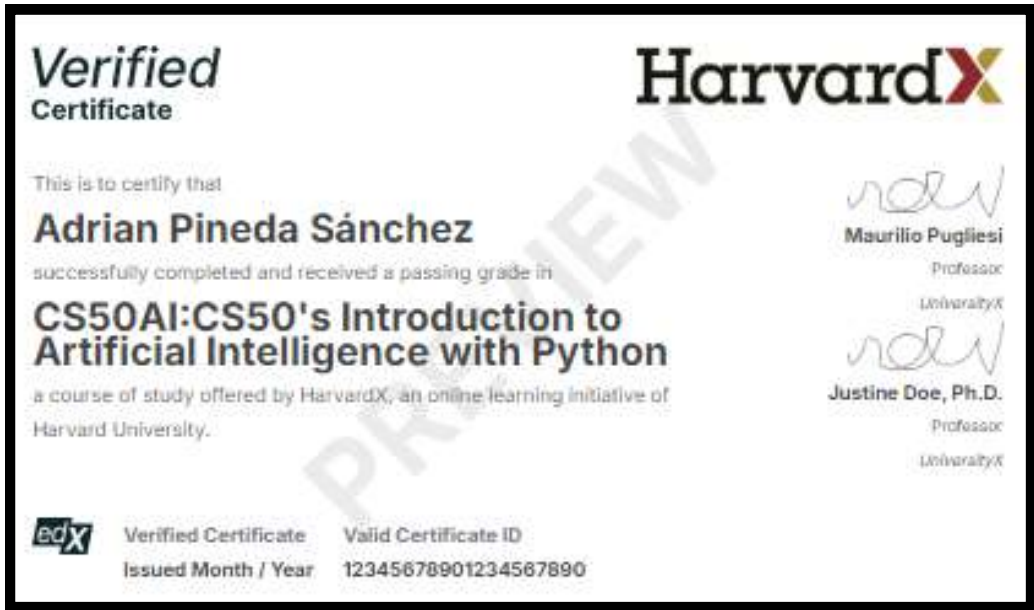 Verified
Certificate
HarvardX
This is to certify that
Adrian Pineda Sánchez
successfully completed and received a passing grade in
CS50AI:CS50's Introduction to
Artificial Intelligence with Python
a course of study offered by HarvardX, an online learning initiative of
Harvard University.
Maurilio Pugliesi
Professor
UniversityX
Justine Doe, Ph.D.
Professor
UniversityX
PREVIEW
edX
Verified Certificate
Issued Month / Year
Valid Certificate ID
12345678901234567890